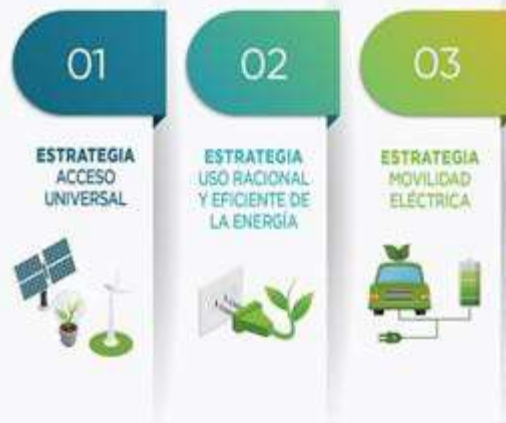 01
ESTRATEGIA
ACCESO
UNIVERSAL
02
ESTRATEGIA
USO RACIONAL
Y EFICIENTE DE
LA ENERGÍA
03
ESTRATEGIA
MOVILIDAD
ELÉCTRICA